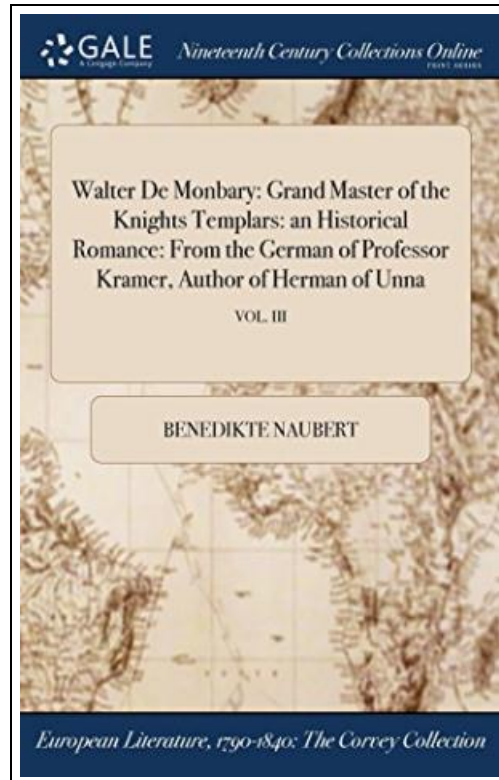 GALE
A Cengage Company
Nineteenth Century Collections Online
PRINT SERIES
Walter De Monbary: Grand Master of the
Knights Templars: an Historical
Romance: From the German of Professor
Kramer, Author of Herman of Unna
VOL. III
BENEDIKTE NAUBERT
European Literature, 1790-1840: The Corvey Collection